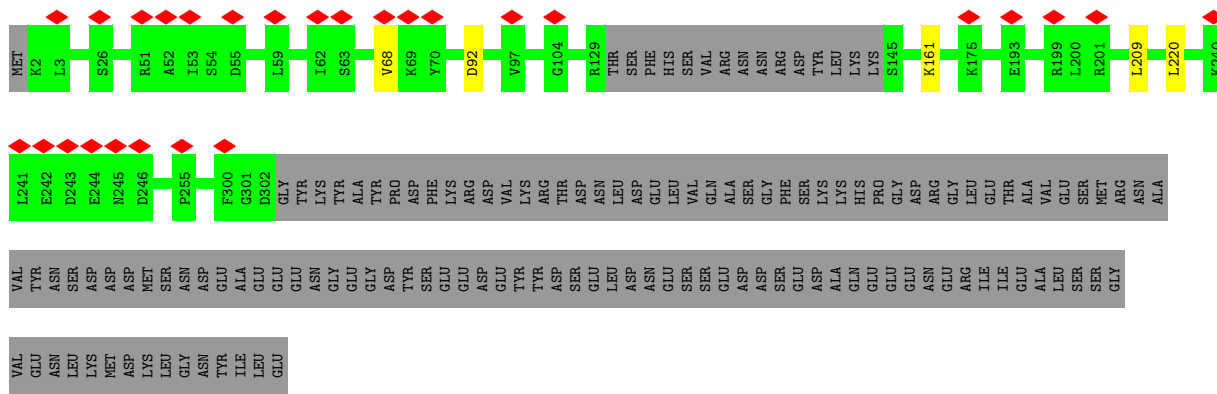 MET K2 L3 S26 R51 A52 I53 S54 D55 L59 I62 S63 V68 K69 Y70 D92 V97 G104 R129 THR SER PHE HIS SER VAL ARG ASN ASN ARG ASP TYR LEU LYS LYS S145 K161 K175 E193 R199 L200 R201 L209 L220 K240
L241 E242 D243 E244 N245 D246 P255 F300 G301 D302 GLY TYR LYS TYR ALA TYR PRO ASP PHE LYS ARG ASP VAL LYS ARG THR ASP ASN LEU ASP GLU LEU VAL GLN ALA SER GLY PHE SER LYS LYS HIS PRO GLY ASP ARG GLY LEU GLU THR ALA VAL GLU SER MET ARG ASN ALA
VAL TYR ASN SER ASP ASP ASP MET SER ASN ASP GLU ALA GLU GLU GLU ASN GLY GLU GLY ASP TYR SER GLU GLU ASP GLU TYR TYR ASP SER GLU LEU ASP ASN GLU SER SER GLU ASP ASP SER GLU ASP ALA GLN GLU GLU GLU ASN GLU ARG ILE ILE GLU ALA LEU SER SER GLY
VAL GLU ASN LEU LYS MET ASP LYS LEU GLY ASN TYR ILE LEU GLU